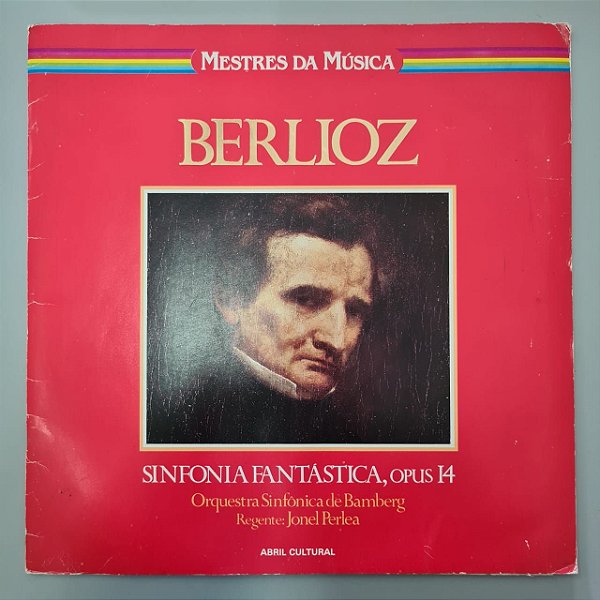 MESTRES DA MÚSICA
BERLIOZ
SINFONIA FANTÁSTICA, OPUS 14
Orquestra Sinfônica de Bamberg
Regente: Jonel Perlea
ABRIL CULTURAL